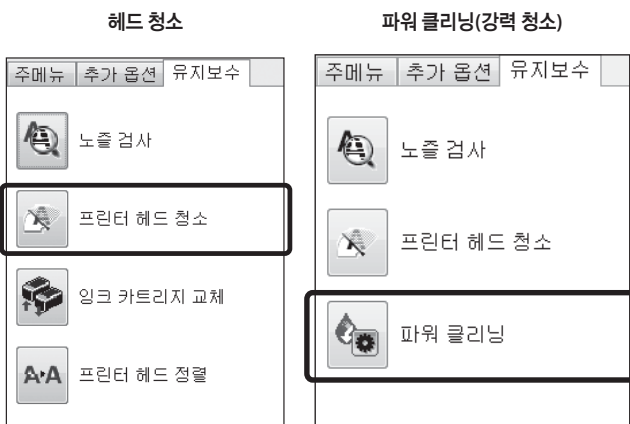 헤드 청소
주메뉴 추가 옵션 유지보수
노즐 검사
프린터 헤드 청소
잉크 카트리지 교체
A▸A 프린터 헤드 정렬
파워 클리닝(강력 청소)
주메뉴 추가 옵션 유지보수
노즐 검사
프린터 헤드 청소
파워 클리닝